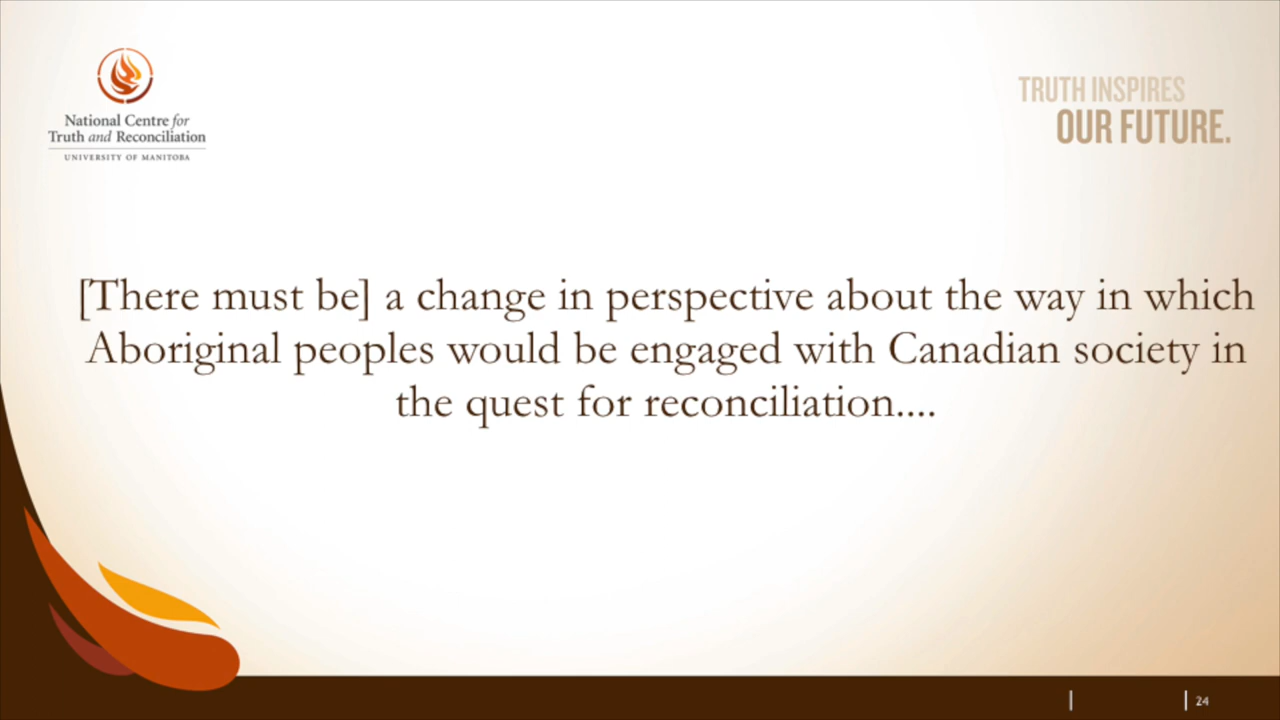 National Centre for
Truth and Reconciliation
UNIVERSITY OF MANITOBA
TRUTH INSPIRES
OUR FUTURE.
[There must be] a change in perspective about the way in which
Aboriginal peoples would be engaged with Canadian society in
the quest for reconciliation....
24